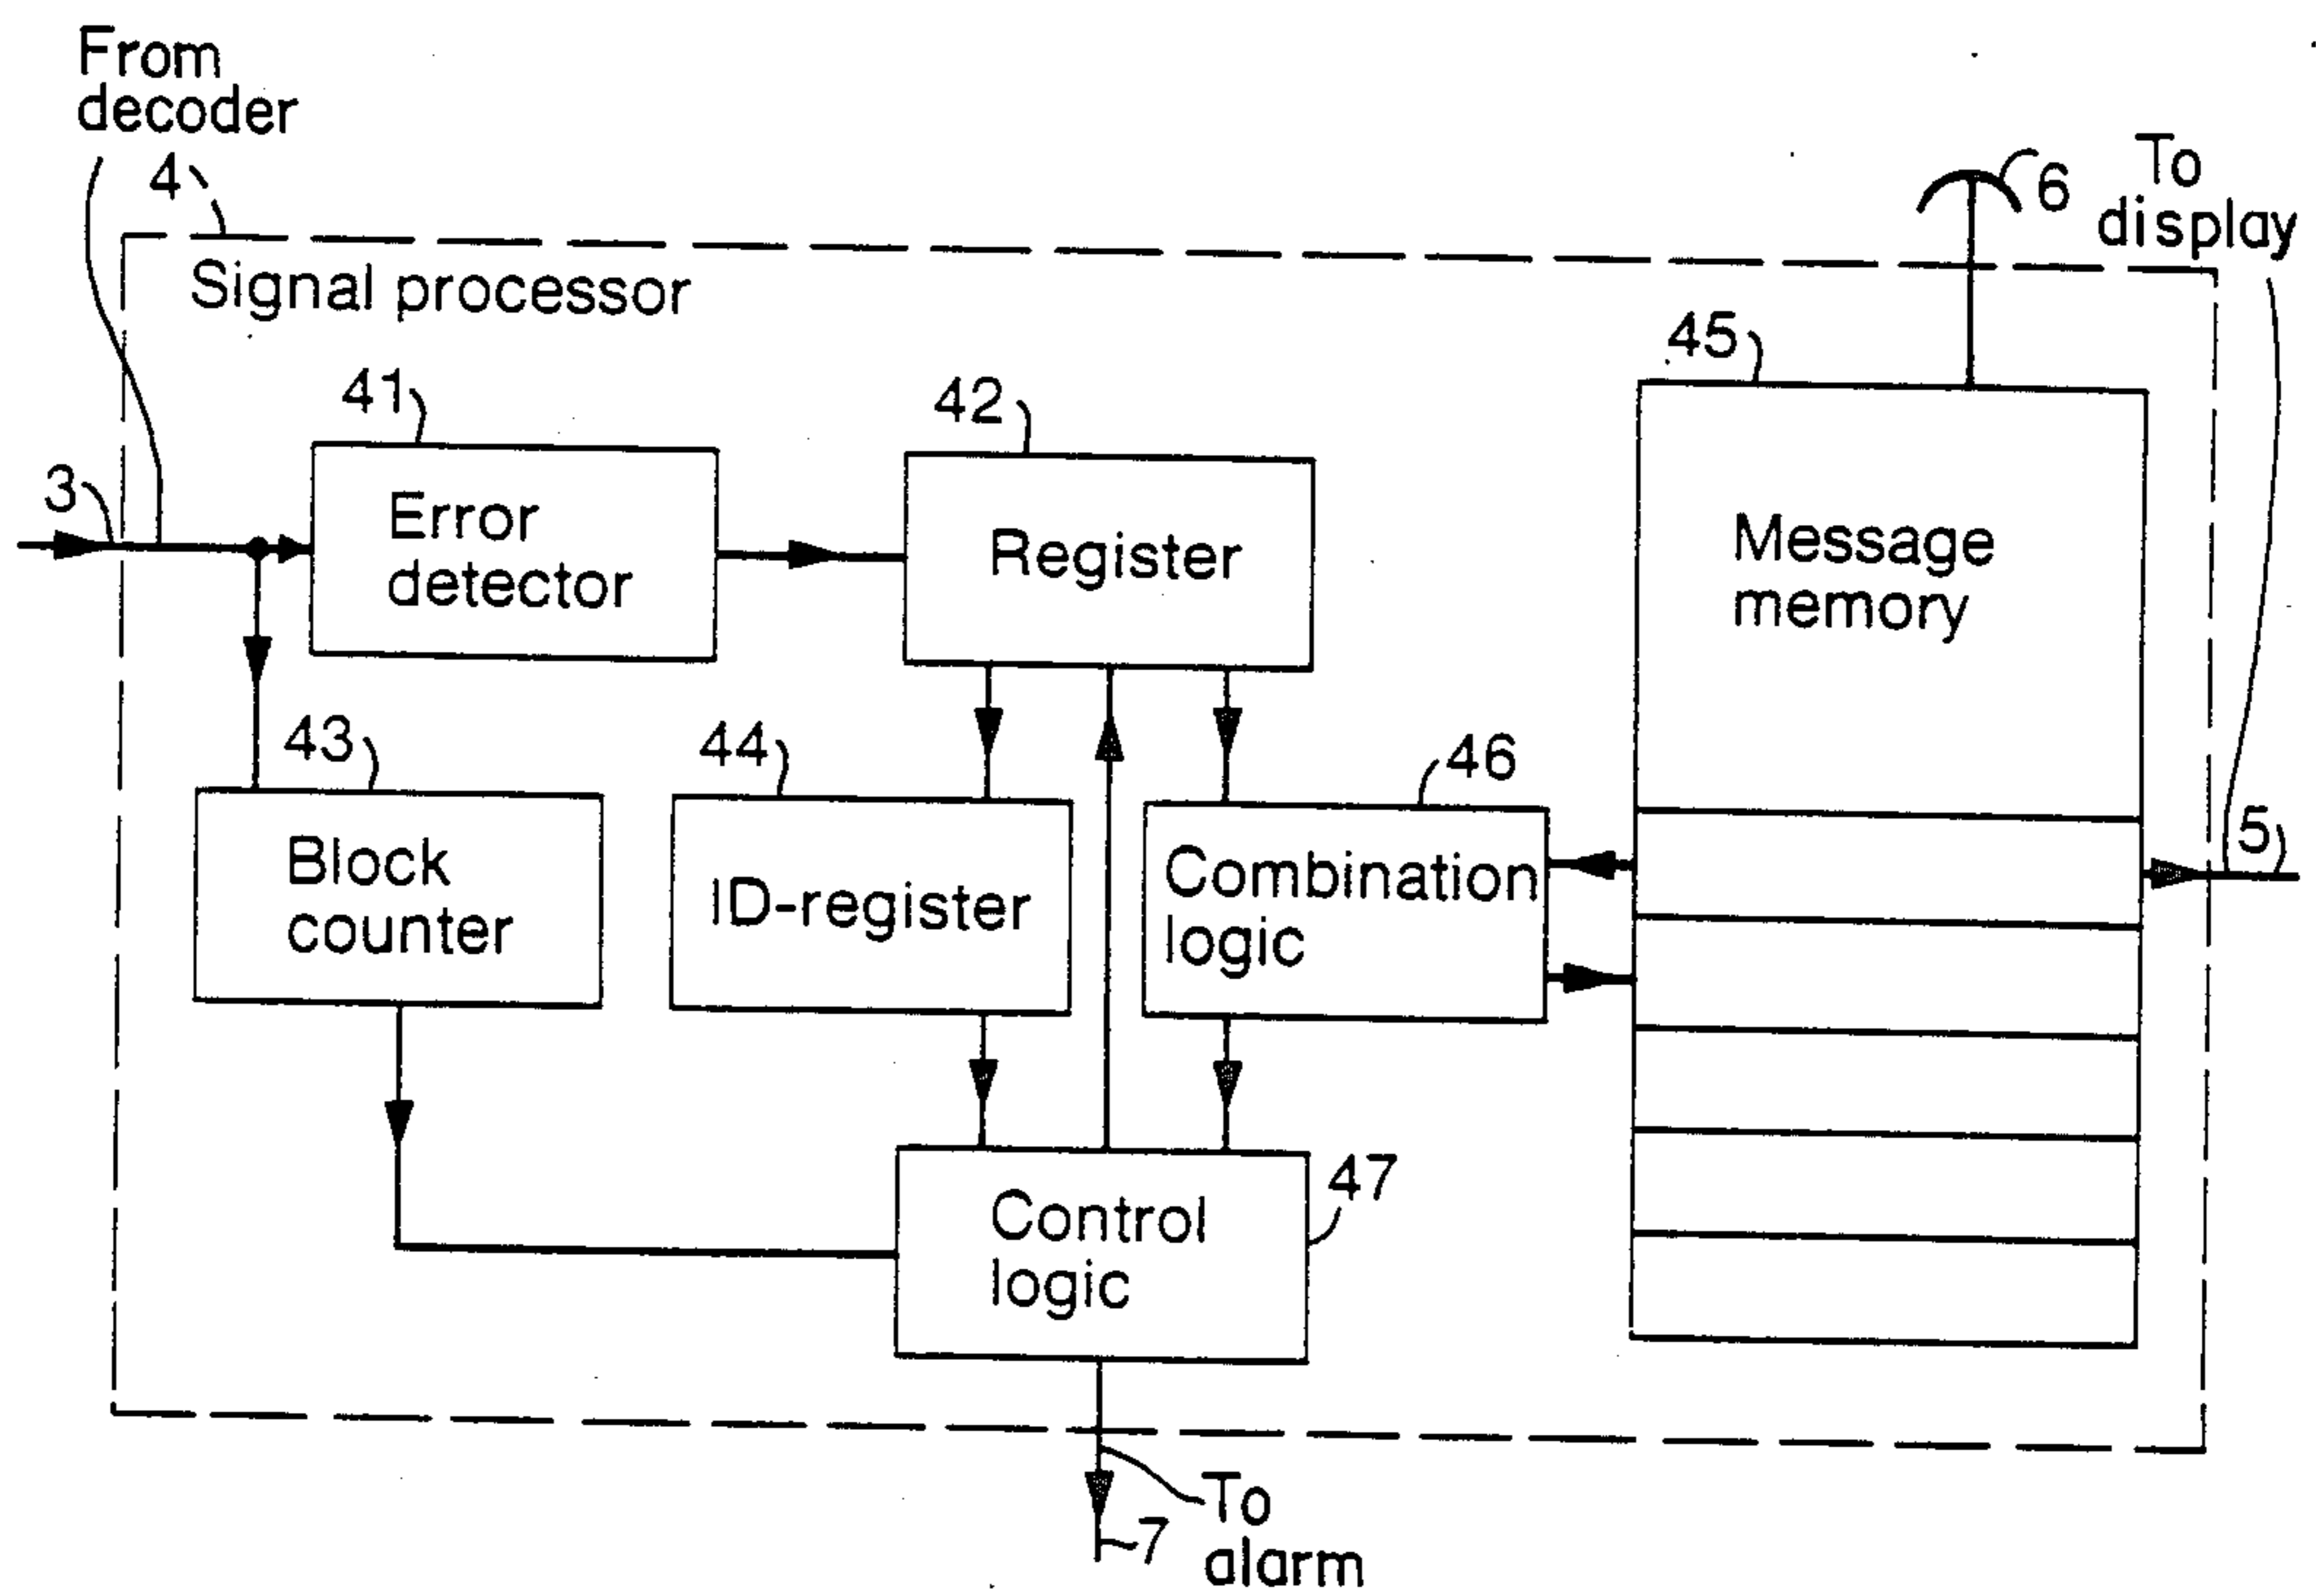 From
decoder
4
6
To
display
Signal processor
45
41
42
3
Error
detector
Register
Message
memory
43
44
46
5
Block
counter
ID-register
Combination
logic
47
Control
logic
To
alarm
7